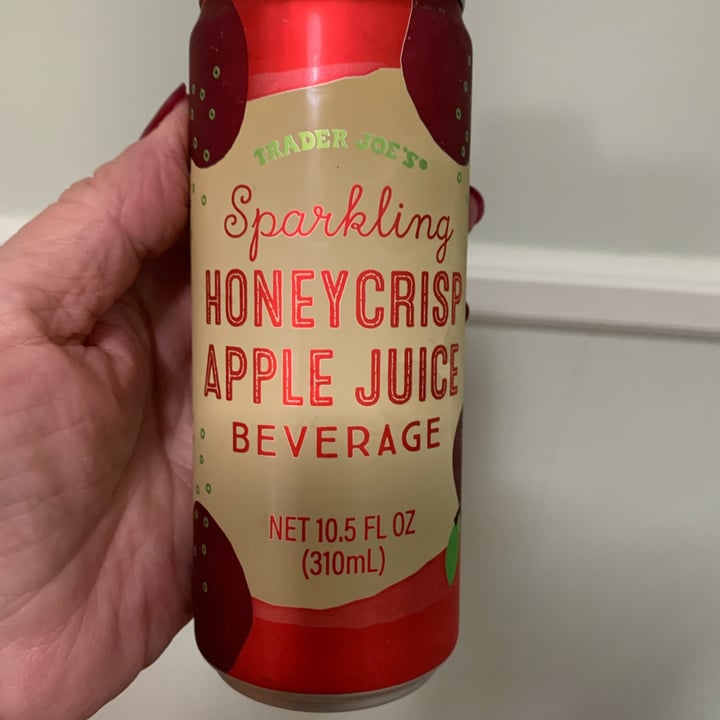 TRADER JOE'S®
Sparkling
HONEYCRISP
APPLE JUICE
BEVERAGE
NET 10.5 FL OZ
(310mL)